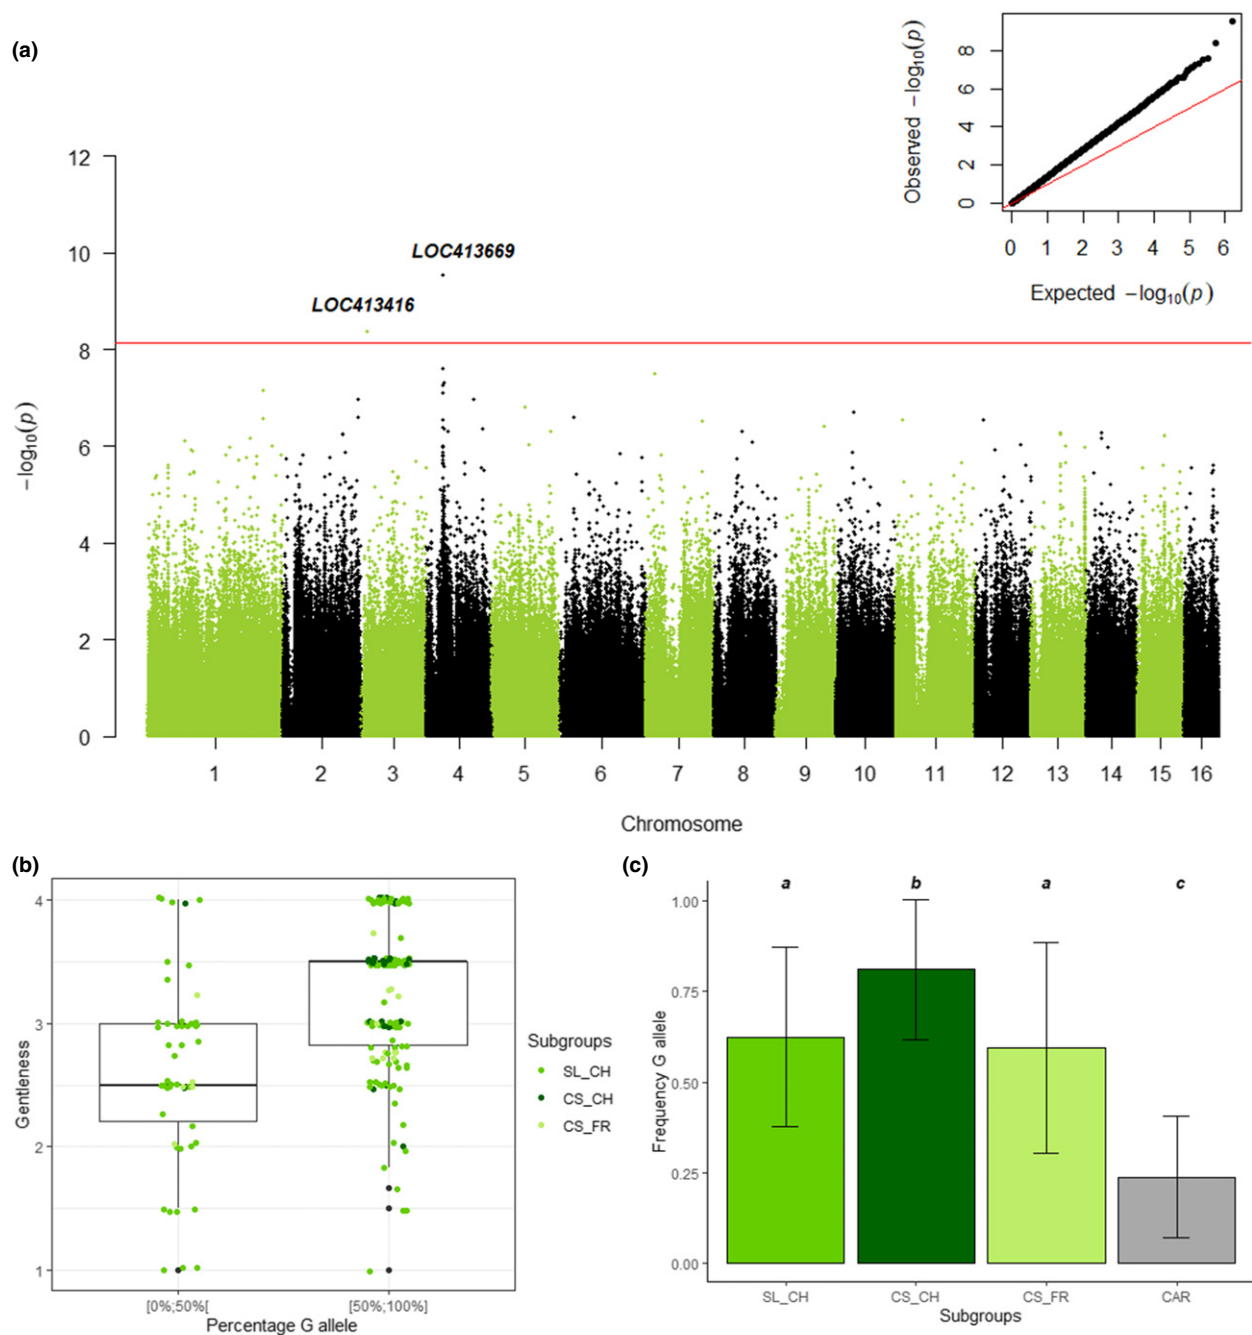 (a)
12
10
8
6
4
2
0
−log10(p)
LOC413669
LOC413416
1 2 3 4 5 6 7 8 9 10 11 12 13 14 15 16
Chromosome
Observed −log10(p)
8
6
4
2
0
0 1 2 3 4 5 6
Expected −log10(p)
(b)
Gentleness
4
3
2
1
[0%;50%[
[50%;100%]
Percentage G allele
Subgroups
SL_CH
CS_CH
CS_FR
(c)
Frequency G allele
1.00
0.75
0.50
0.25
0.00
a b a c
SL_CH CS_CH CS_FR CAR
Subgroups